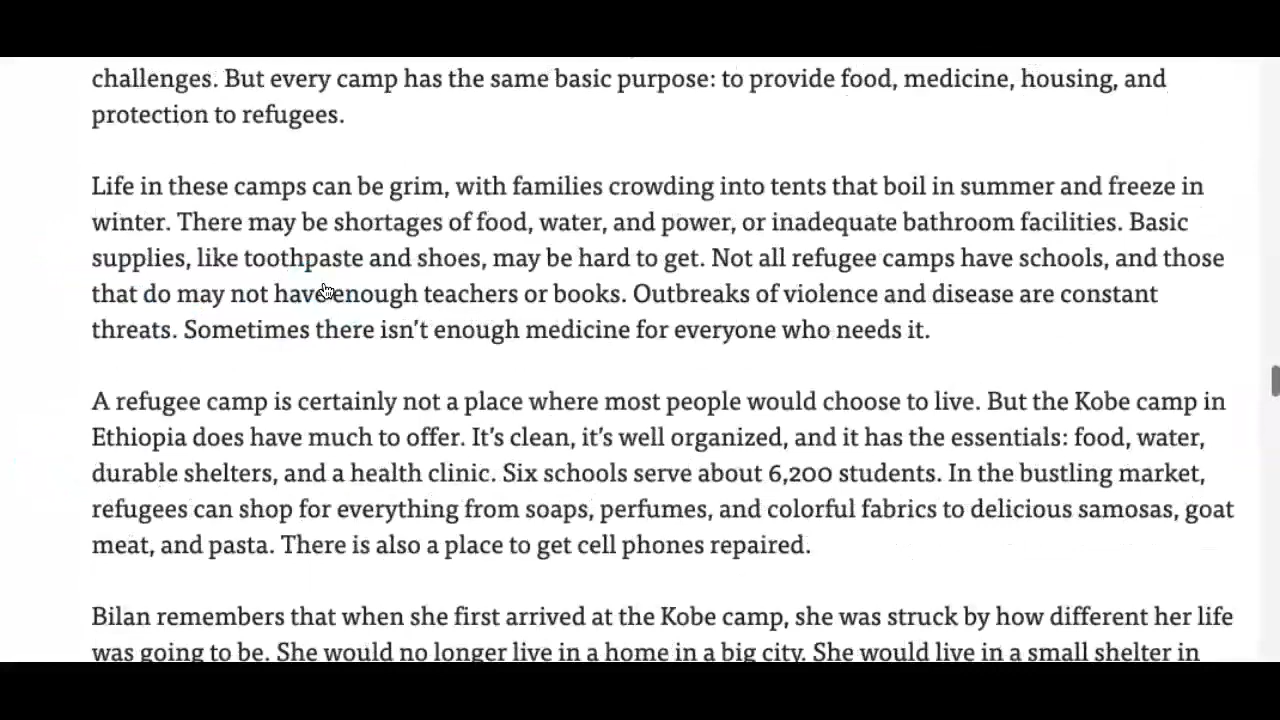 challenges. But every camp has the same basic purpose: to provide food, medicine, housing, and
protection to refugees.
Life in these camps can be grim, with families crowding into tents that boil in summer and freeze in
winter. There may be shortages of food, water, and power, or inadequate bathroom facilities. Basic
supplies, like toothpaste and shoes, may be hard to get. Not all refugee camps have schools, and those
that do may not have enough teachers or books. Outbreaks of violence and disease are constant
threats. Sometimes there isn't enough medicine for everyone who needs it.
A refugee camp is certainly not a place where most people would choose to live. But the Kobe camp in
Ethiopia does have much to offer. It's clean, it's well organized, and it has the essentials: food, water,
durable shelters, and a health clinic. Six schools serve about 6,200 students. In the bustling market,
refugees can shop for everything from soaps, perfumes, and colorful fabrics to delicious samosas, goat
meat, and pasta. There is also a place to get cell phones repaired.
Bilan remembers that when she first arrived at the Kobe camp, she was struck by how different her life
was going to be. She would no longer live in a home in a big city. She would live in a small shelter in